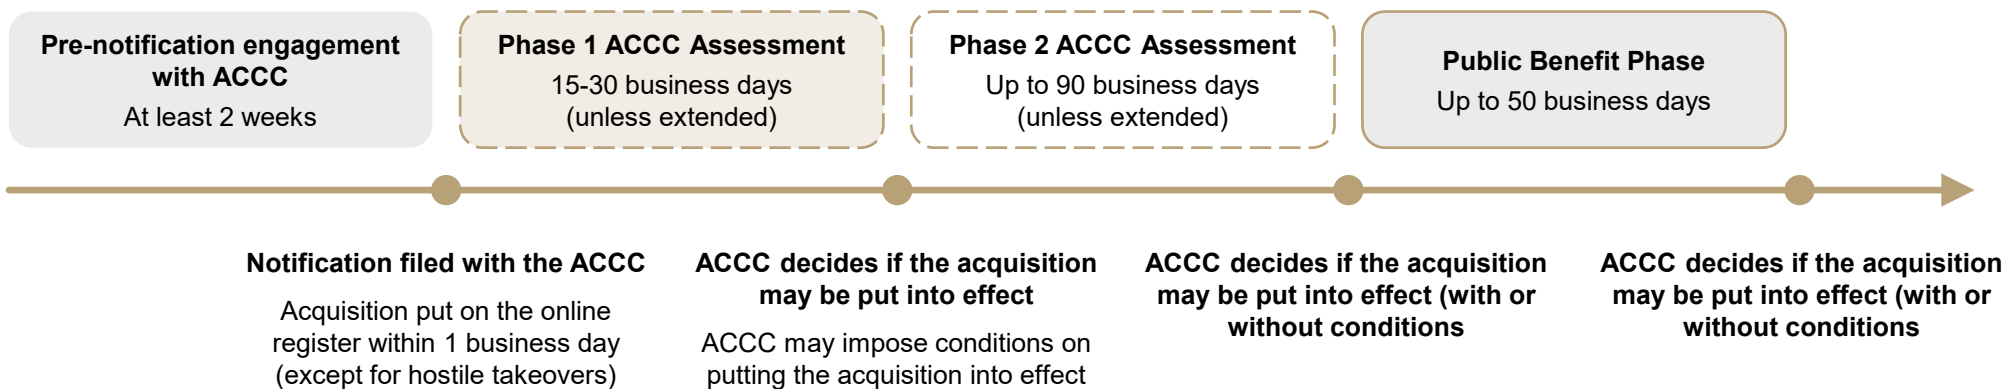 Pre-notification engagement
with ACCC
At least 2 weeks
Phase 1 ACCC Assessment
15-30 business days
(unless extended)
Phase 2 ACCC Assessment
Up to 90 business days
(unless extended)
Public Benefit Phase
Up to 50 business days
Notification filed with the ACCC
Acquisition put on the online
register within 1 business day
(except for hostile takeovers)
ACCC decides if the acquisition
may be put into effect
ACCC may impose conditions on
putting the acquisition into effect
ACCC decides if the acquisition
may be put into effect (with or
without conditions
ACCC decides if the acquisition
may be put into effect (with or
without conditions